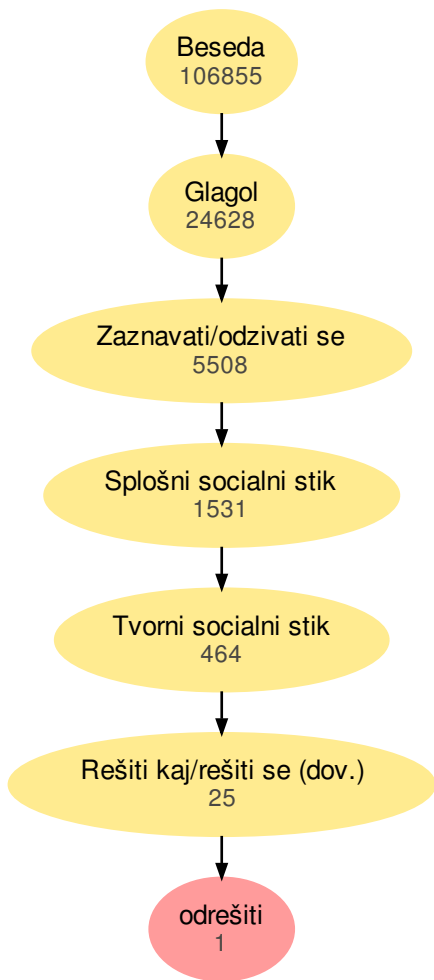 Beseda
106855
Glagol
24628
Zaznavati/odzivati se
5508
Splošni socialni stik
1531
Tvorni socialni stik
464
Rešiti kaj/rešiti se (dov.)
25
odrešiti
1